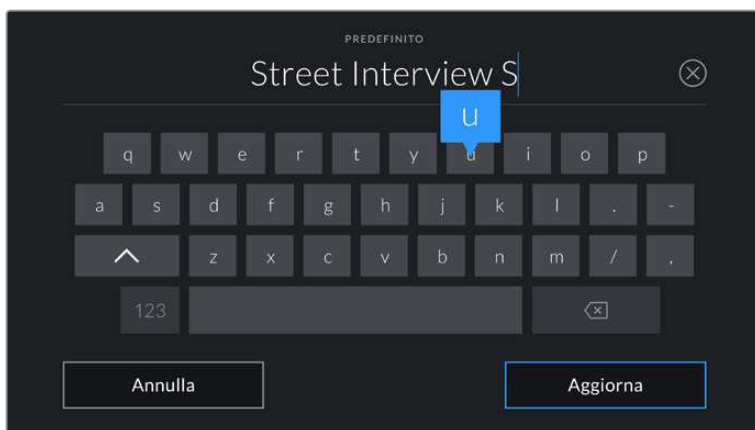 PREDEFINITO
Street Interview S
u
q w e r t y u i o p
a s d f g h j k l . -
z x c v b n m / ,
123
Annulla Aggiorna